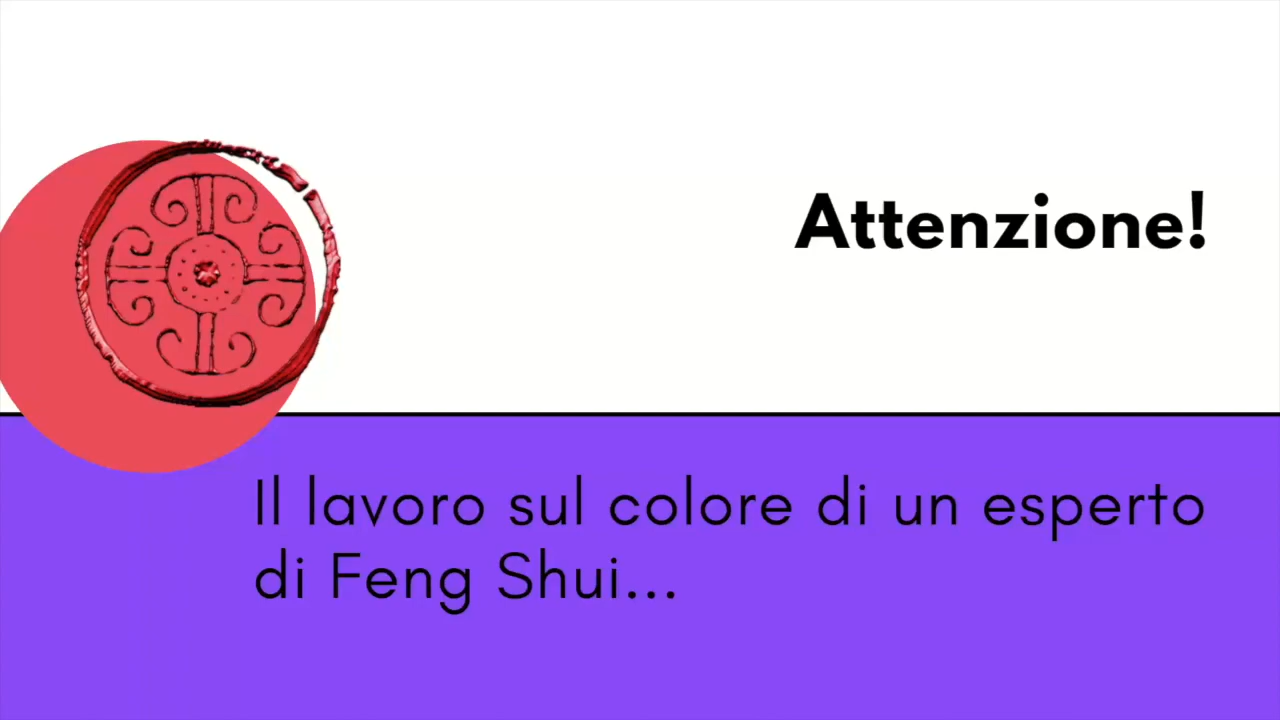 Attenzione!
Il lavoro sul colore di un esperto
di Feng Shui...